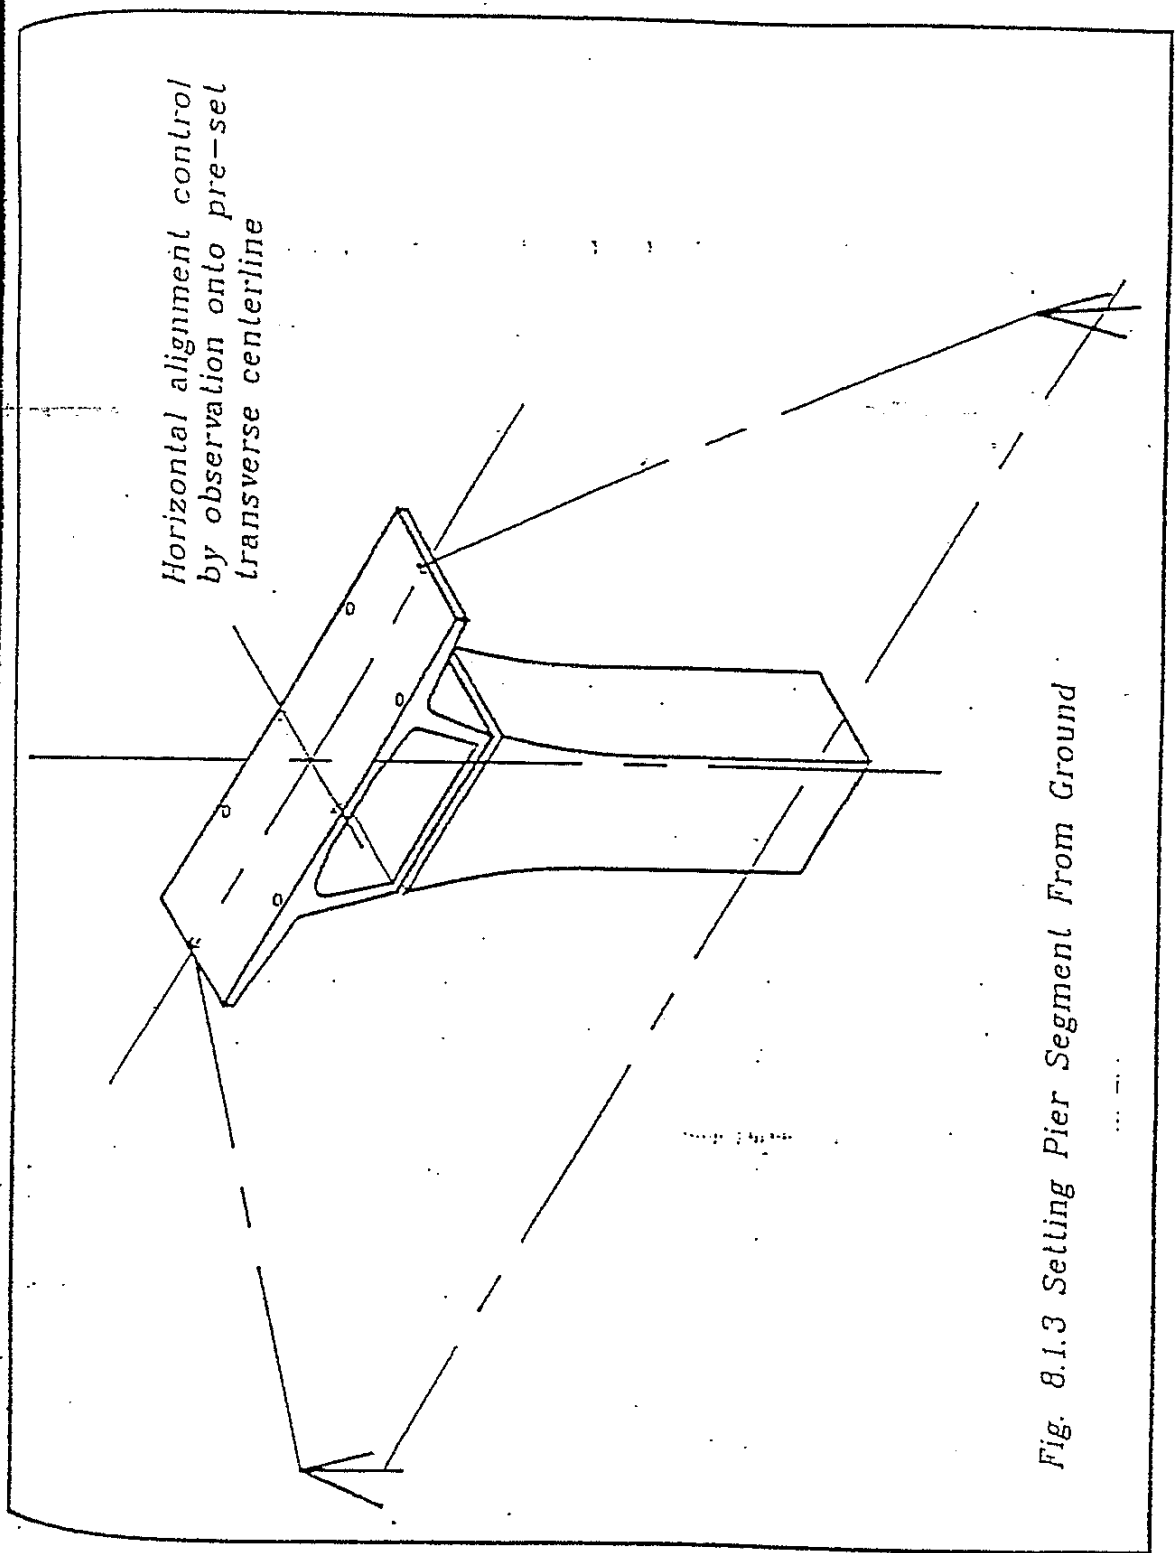 Horizontal alignment control
by observation onto pre-set
transverse centerline
Fig. 8.1.3 Setting Pier Segment From Ground